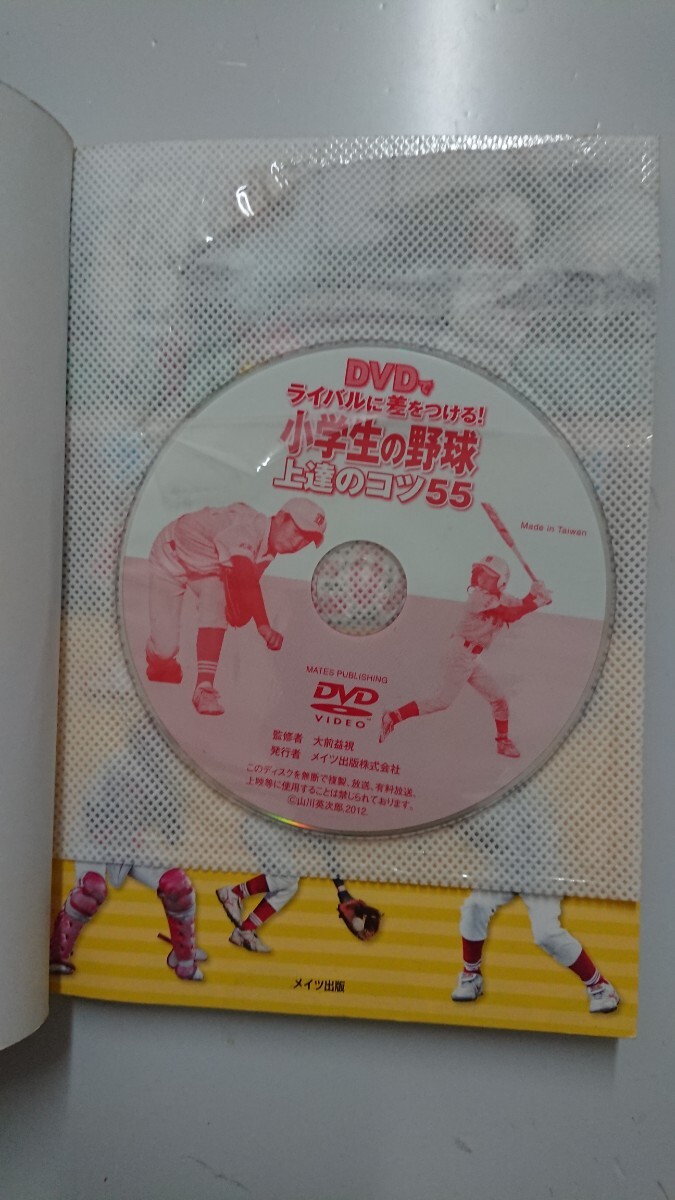 DVDで
ライバルに差をつける!
小学生の野球
上達のコツ55
Made in Taiwan
MATES PUBLISHING
DVD
VIDEO™
監修者 大前益視
発行者 メイツ出版株式会社
このディスクを無断で複製、放送、有料放送、
上映等に使用することは禁じられております。
©山川英次郎,2012.
メイツ出版